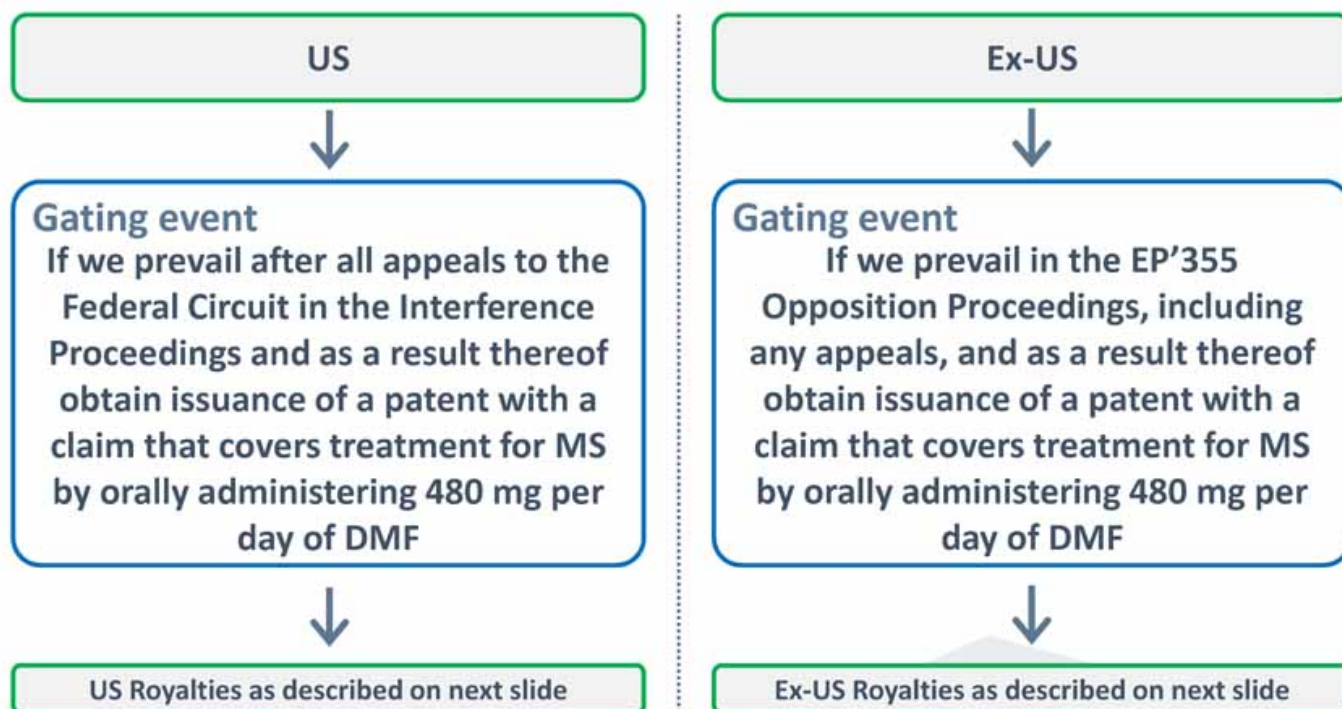 US
Gating event
If we prevail after all appeals to the
Federal Circuit in the Interference
Proceedings and as a result thereof
obtain issuance of a patent with a
claim that covers treatment for MS
by orally administering 480 mg per
day of DMF
US Royalties as described on next slide
Ex-US
Gating event
If we prevail in the EP’355
Opposition Proceedings, including
any appeals, and as a result thereof
obtain issuance of a patent with a
claim that covers treatment for MS
by orally administering 480 mg per
day of DMF
Ex-US Royalties as described on next slide